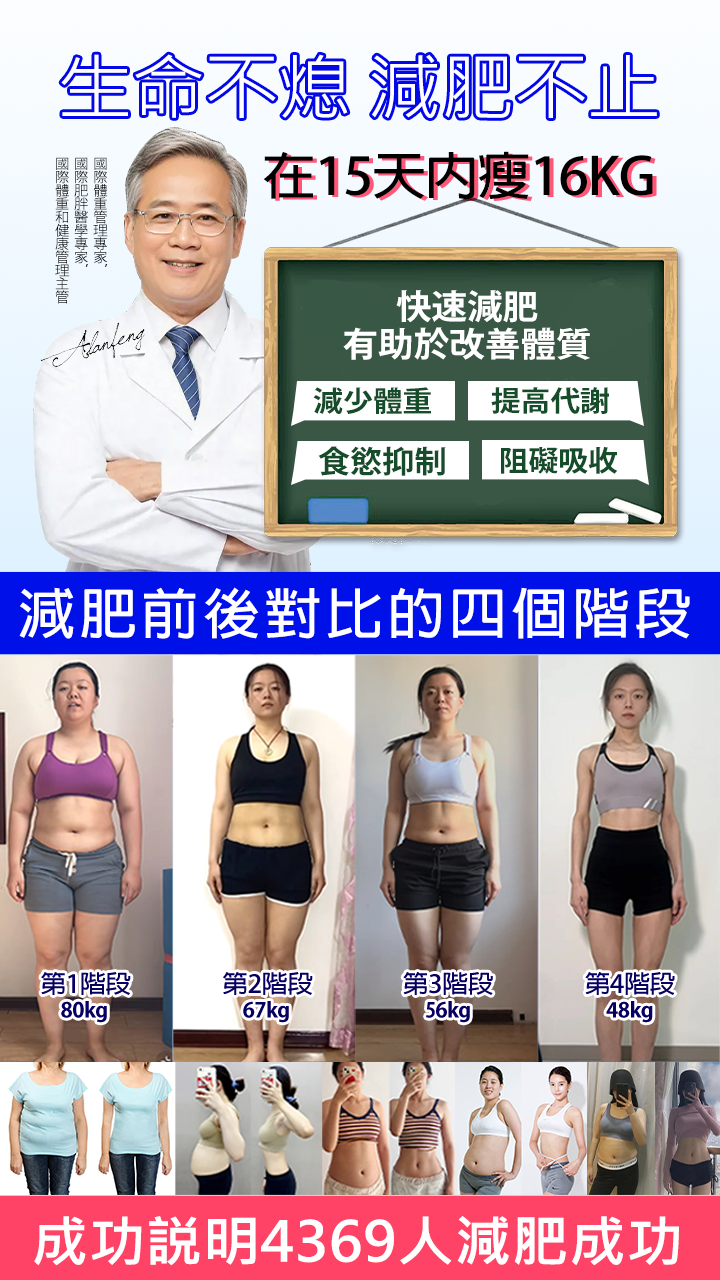 生命不熄 減肥不止
在15天内瘦16KG
國際體重管理專家,
國際肥胖醫學專家,
國際體重和健康管理主管
Alanfeng
快速減肥
有助於改善體質
減少體重 提高代謝
食慾抑制 阻礙吸收
減肥前後對比的四個階段
第1階段 第2階段 第3階段 第4階段
80kg 67kg 56kg 48kg
成功説明4369人減肥成功